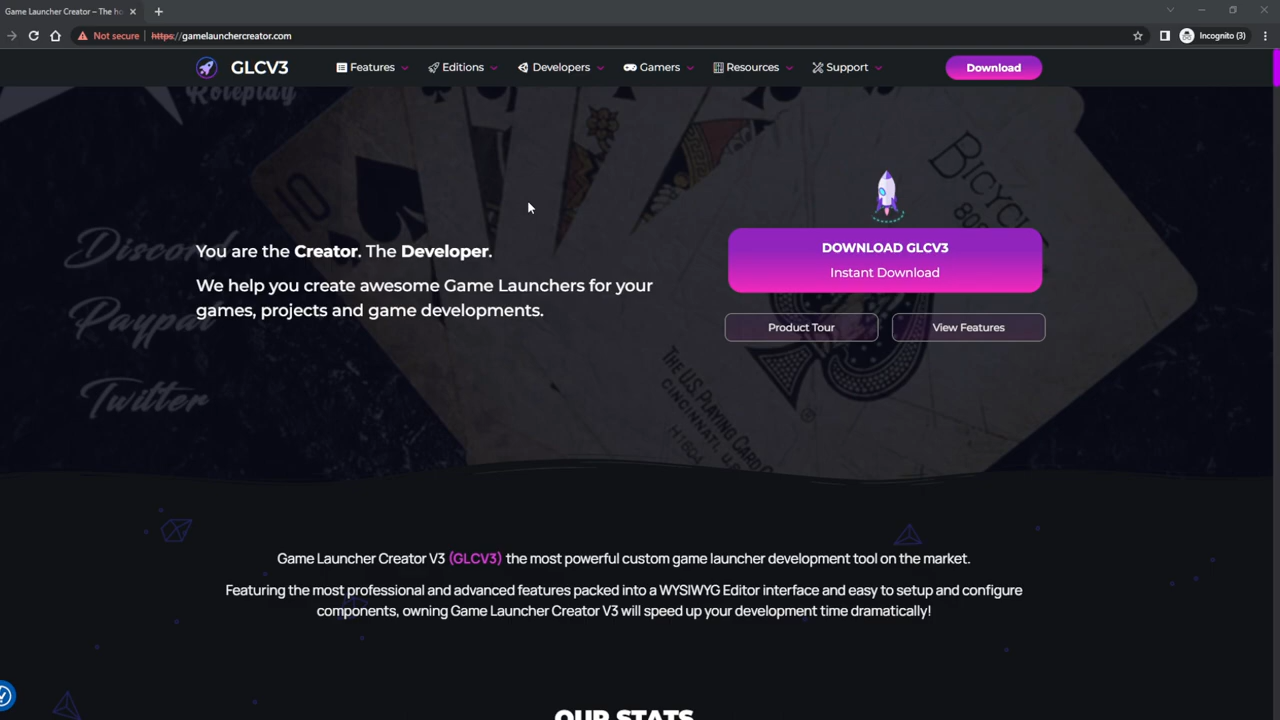 Game Launcher Creator – The ho
Not secure
https://gamelaunchercreator.com
Incognito (3)
GLCV3
Features
Editions
Developers
Gamers
Resources
Support
Download
Roleplay
10
BICYCLE
Discord
Paypal
Twitter
You are the Creator. The Developer.
We help you create awesome Game Launchers for your
games, projects and game developments.
DOWNLOAD GLCV3
Instant Download
Product Tour
View Features
THE U.S. PLAYING CARD
CINCINNATI,
Game Launcher Creator V3 (GLCV3) the most powerful custom game launcher development tool on the market.
Featuring the most professional and advanced features packed into a WYSIWYG Editor interface and easy to setup and configure
components, owning Game Launcher Creator V3 will speed up your development time dramatically!
OUR STATS